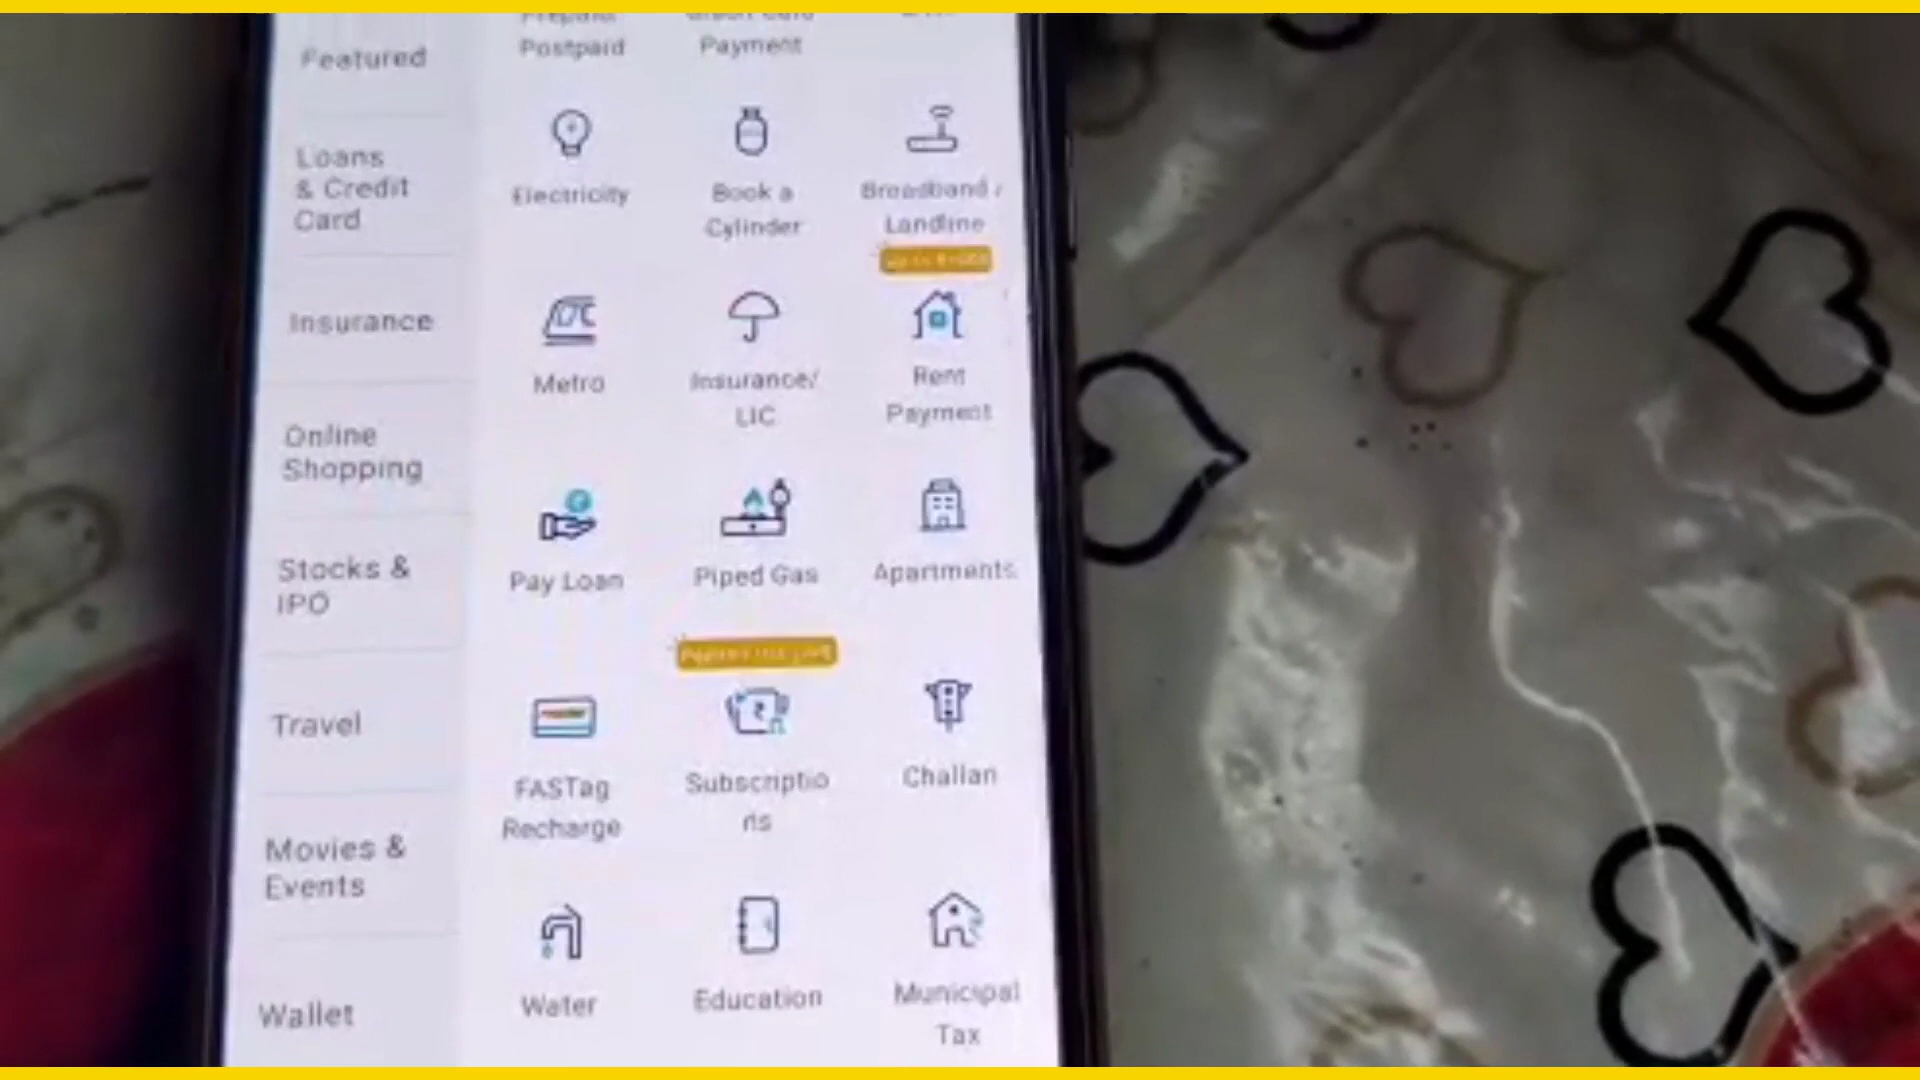 Featured
Loans
& Credit
Card
Insurance
Online
Shopping
Stocks &
IPO
Travel
Movies &
Events
Wallet
Prepaid
Postpaid
Payment
Electricity
Book a
Cylinder
Broadband /
Landline
Metro
Insurance/
LIC
Rent
Payment
Pay Loan
Piped Gas
Apartments
FASTag
Recharge
Subscriptio
ns
Challan
Water
Education
Municipal
Tax